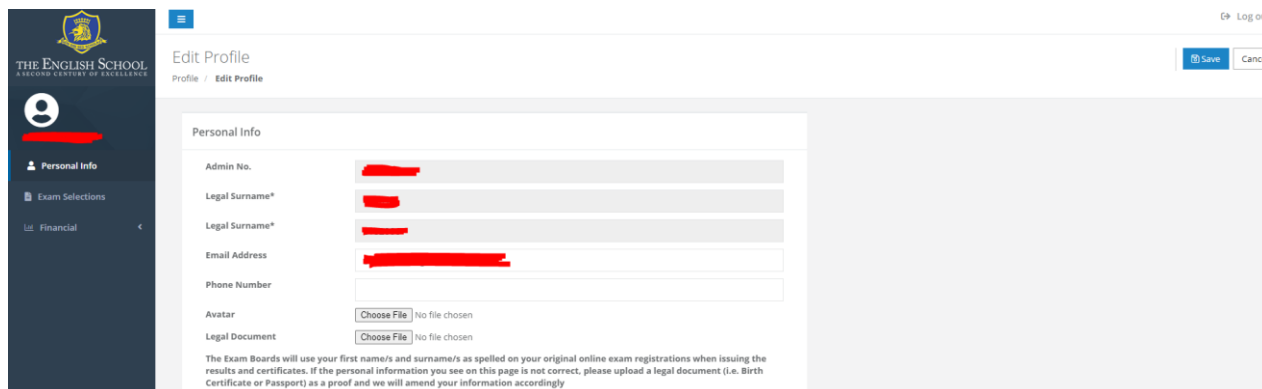 THE ENGLISH SCHOOL
A SECOND CENTURY OF EXCELLENCE
Personal Info
Exam Selections
Financial
Log
Edit Profile
Profile / Edit Profile
Save
Personal Info
Admin No.
Legal Surname*
Legal Surname*
Email Address
Phone Number
Avatar Choose File No file chosen
Legal Document Choose File No file chosen
The Exam Boards will use your first name/s and surname/s as spelled on your original online exam registrations when issuing the
results and certificates. If the personal information you see on this page is not correct, please upload a legal document (i.e. Birth
Certificate or Passport) as a proof and we will amend your information accordingly